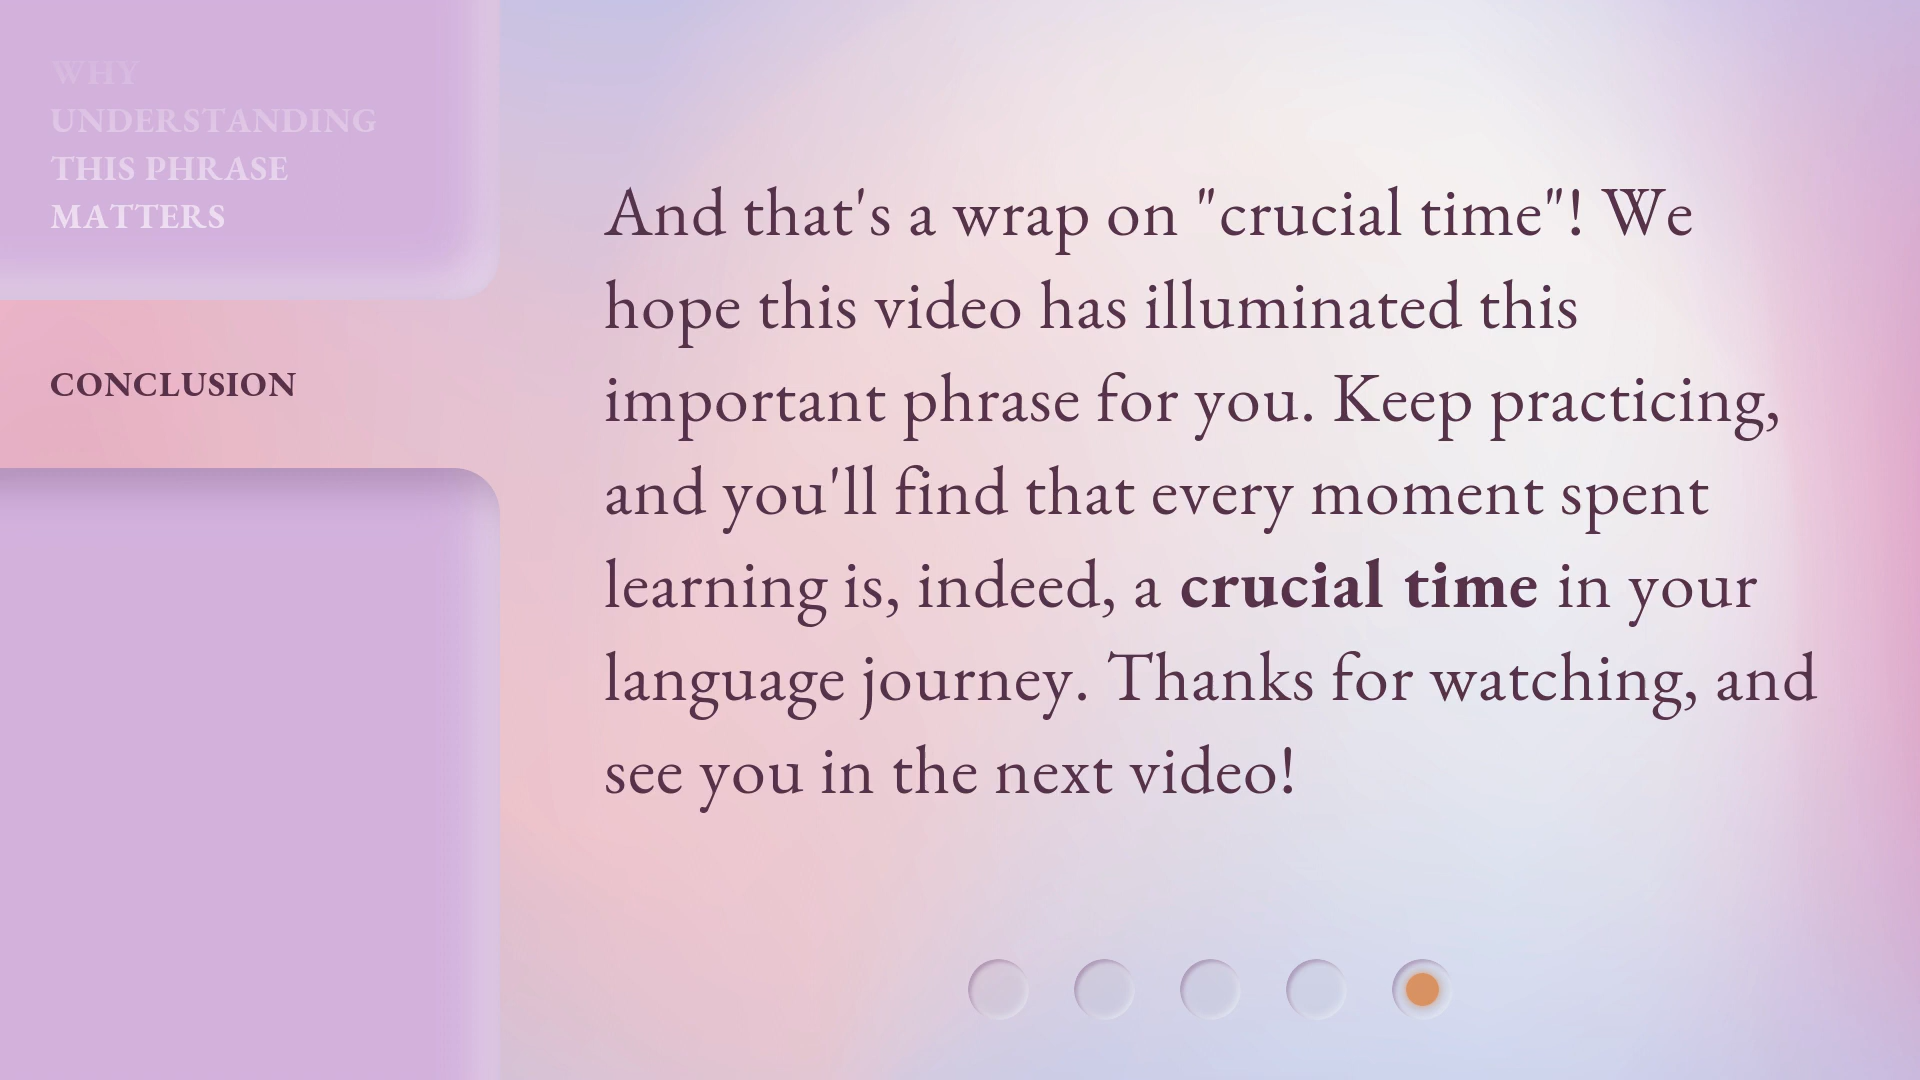 WHY
UNDERSTANDING
THIS PHRASE
MATTERS
CONCLUSION
And that's a wrap on "crucial time"! We
hope this video has illuminated this
important phrase for you. Keep practicing,
and you'll find that every moment spent
learning is, indeed, a crucial time in your
language journey. Thanks for watching, and
see you in the next video!